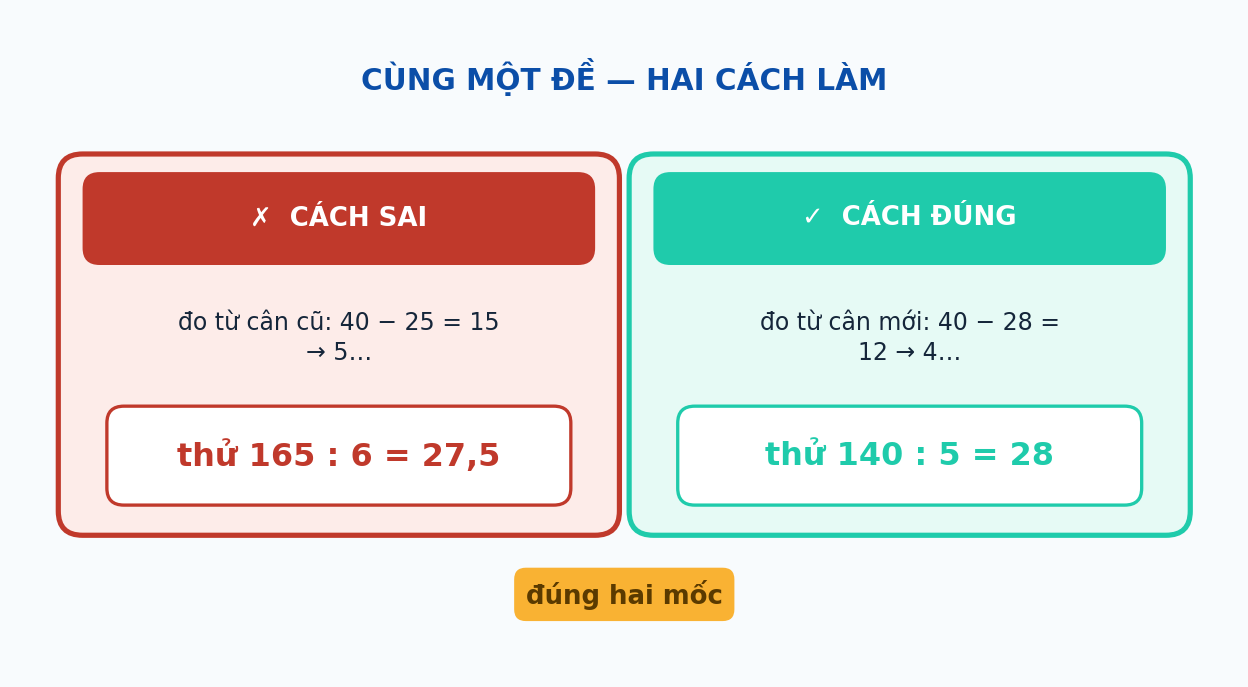 CÙNG MỘT ĐỀ — HAI CÁCH LÀM
✗ CÁCH SAI
đo từ cân cũ: 40 − 25 = 15
→ 5…
thử 165 : 6 = 27,5
✓ CÁCH ĐÚNG
đo từ cân mới: 40 − 28 =
12 → 4…
thử 140 : 5 = 28
đúng hai mốc